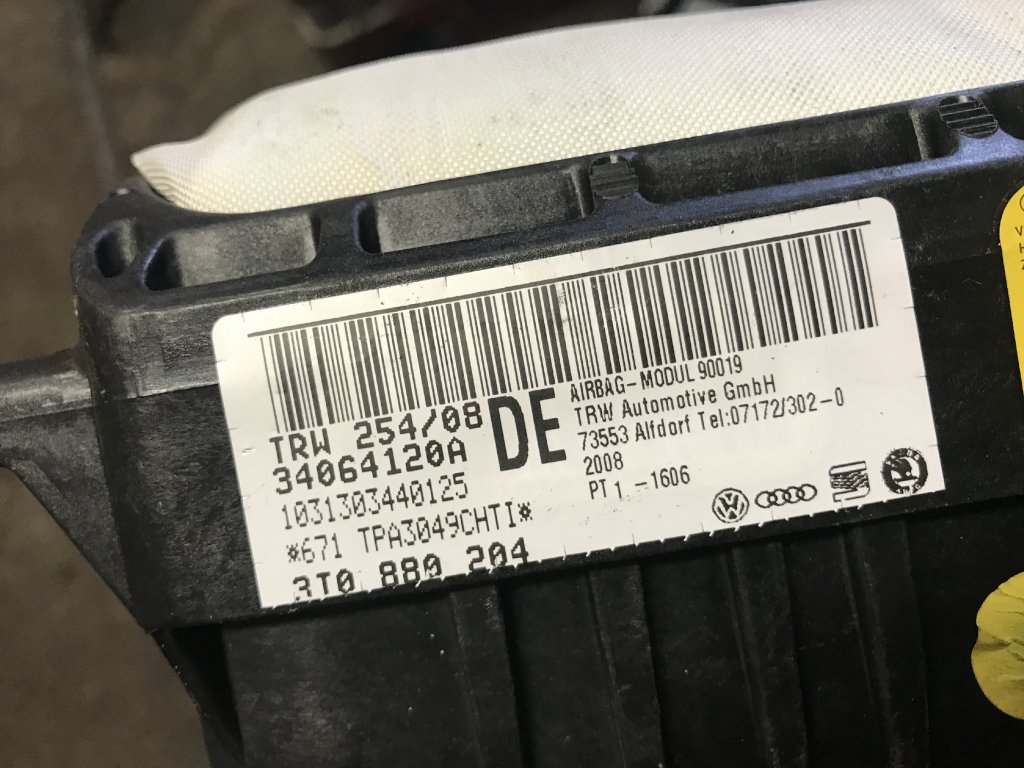 TRW 254/08
34064120A
1031303440125
*671 TPA3049CHTI*
3T0 880 204
DE
AIRBAG-MODUL 90019
TRW Automotive GmbH
73553 Alfdorf Tel:07172/302-0
2008
PT 1 -1606